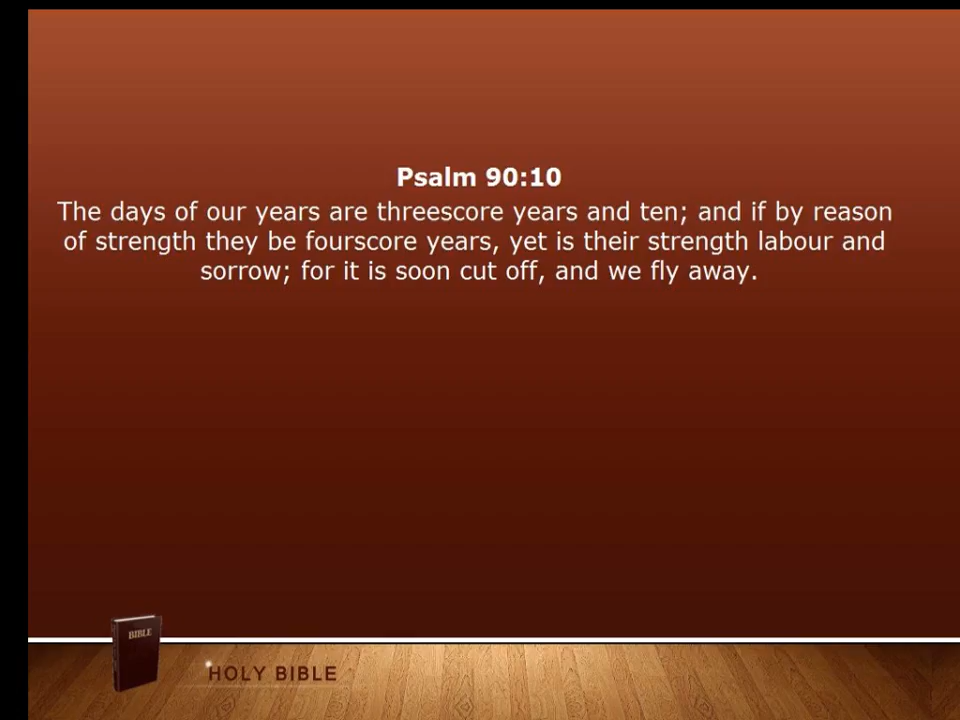 Psalm 90:10
The days of our years are threescore years and ten; and if by reason
of strength they be fourscore years, yet is their strength labour and
sorrow; for it is soon cut off, and we fly away.
BIBLE
HOLY BIBLE